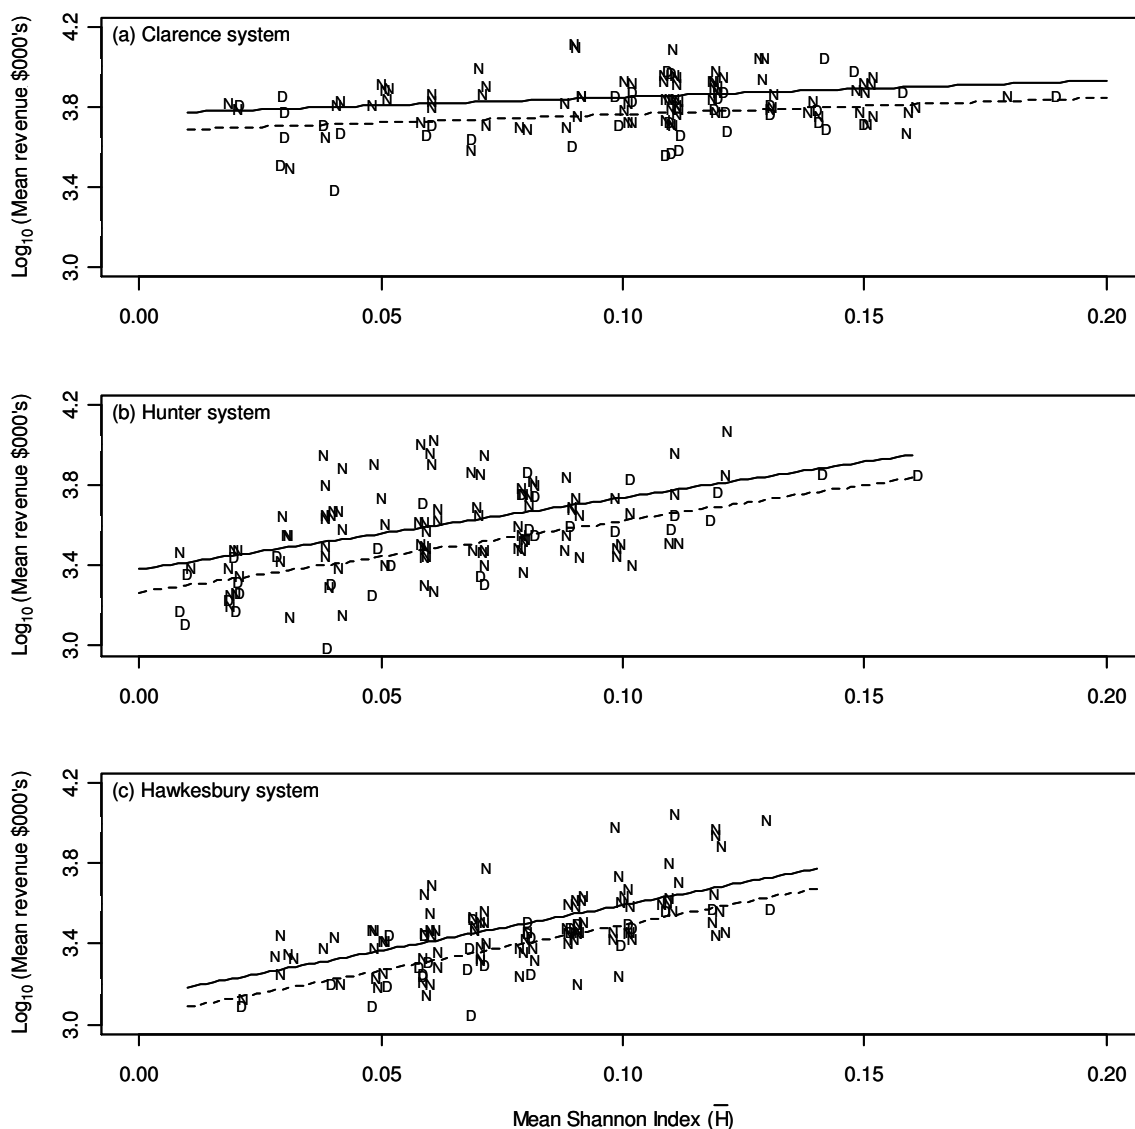 (a) Clarence system
Log10 (Mean revenue $000's)
4.2
3.8
3.4
3.0
0.00 0.05 0.10 0.15 0.20
(b) Hunter system
Log10 (Mean revenue $000's)
4.2
3.8
3.4
3.0
0.00 0.05 0.10 0.15 0.20
(c) Hawkesbury system
Log10 (Mean revenue $000's)
4.2
3.8
3.4
3.0
0.00 0.05 0.10 0.15 0.20
Mean Shannon Index (H̅)